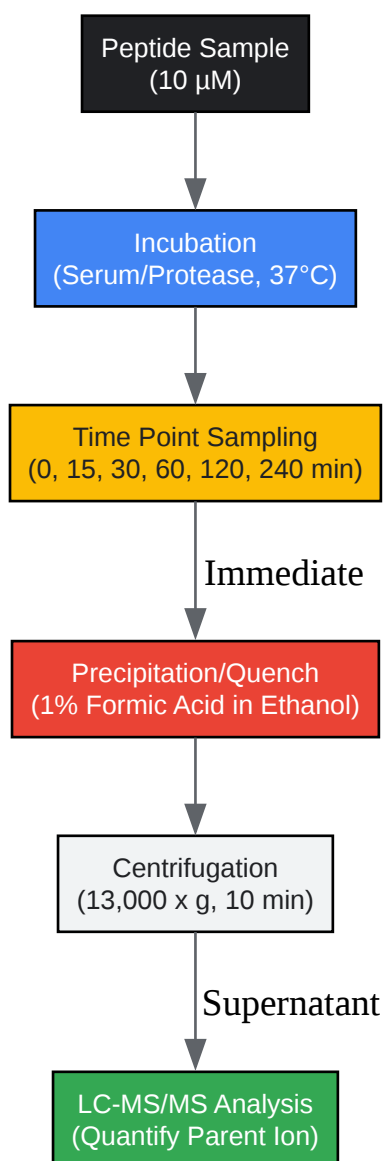 Peptide Sample
(10 µM)
Incubation
(Serum/Protease, 37°C)
Time Point Sampling
(0, 15, 30, 60, 120, 240 min)
Immediate
Precipitation/Quench
(1% Formic Acid in Ethanol)
Centrifugation
(13,000 x g, 10 min)
Supernatant
LC-MS/MS Analysis
(Quantify Parent Ion)